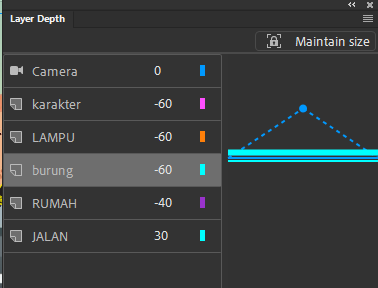 Layer Depth
Maintain size
Camera 0
karakter -60
LAMPU -60
burung -60
RUMAH -40
JALAN 30